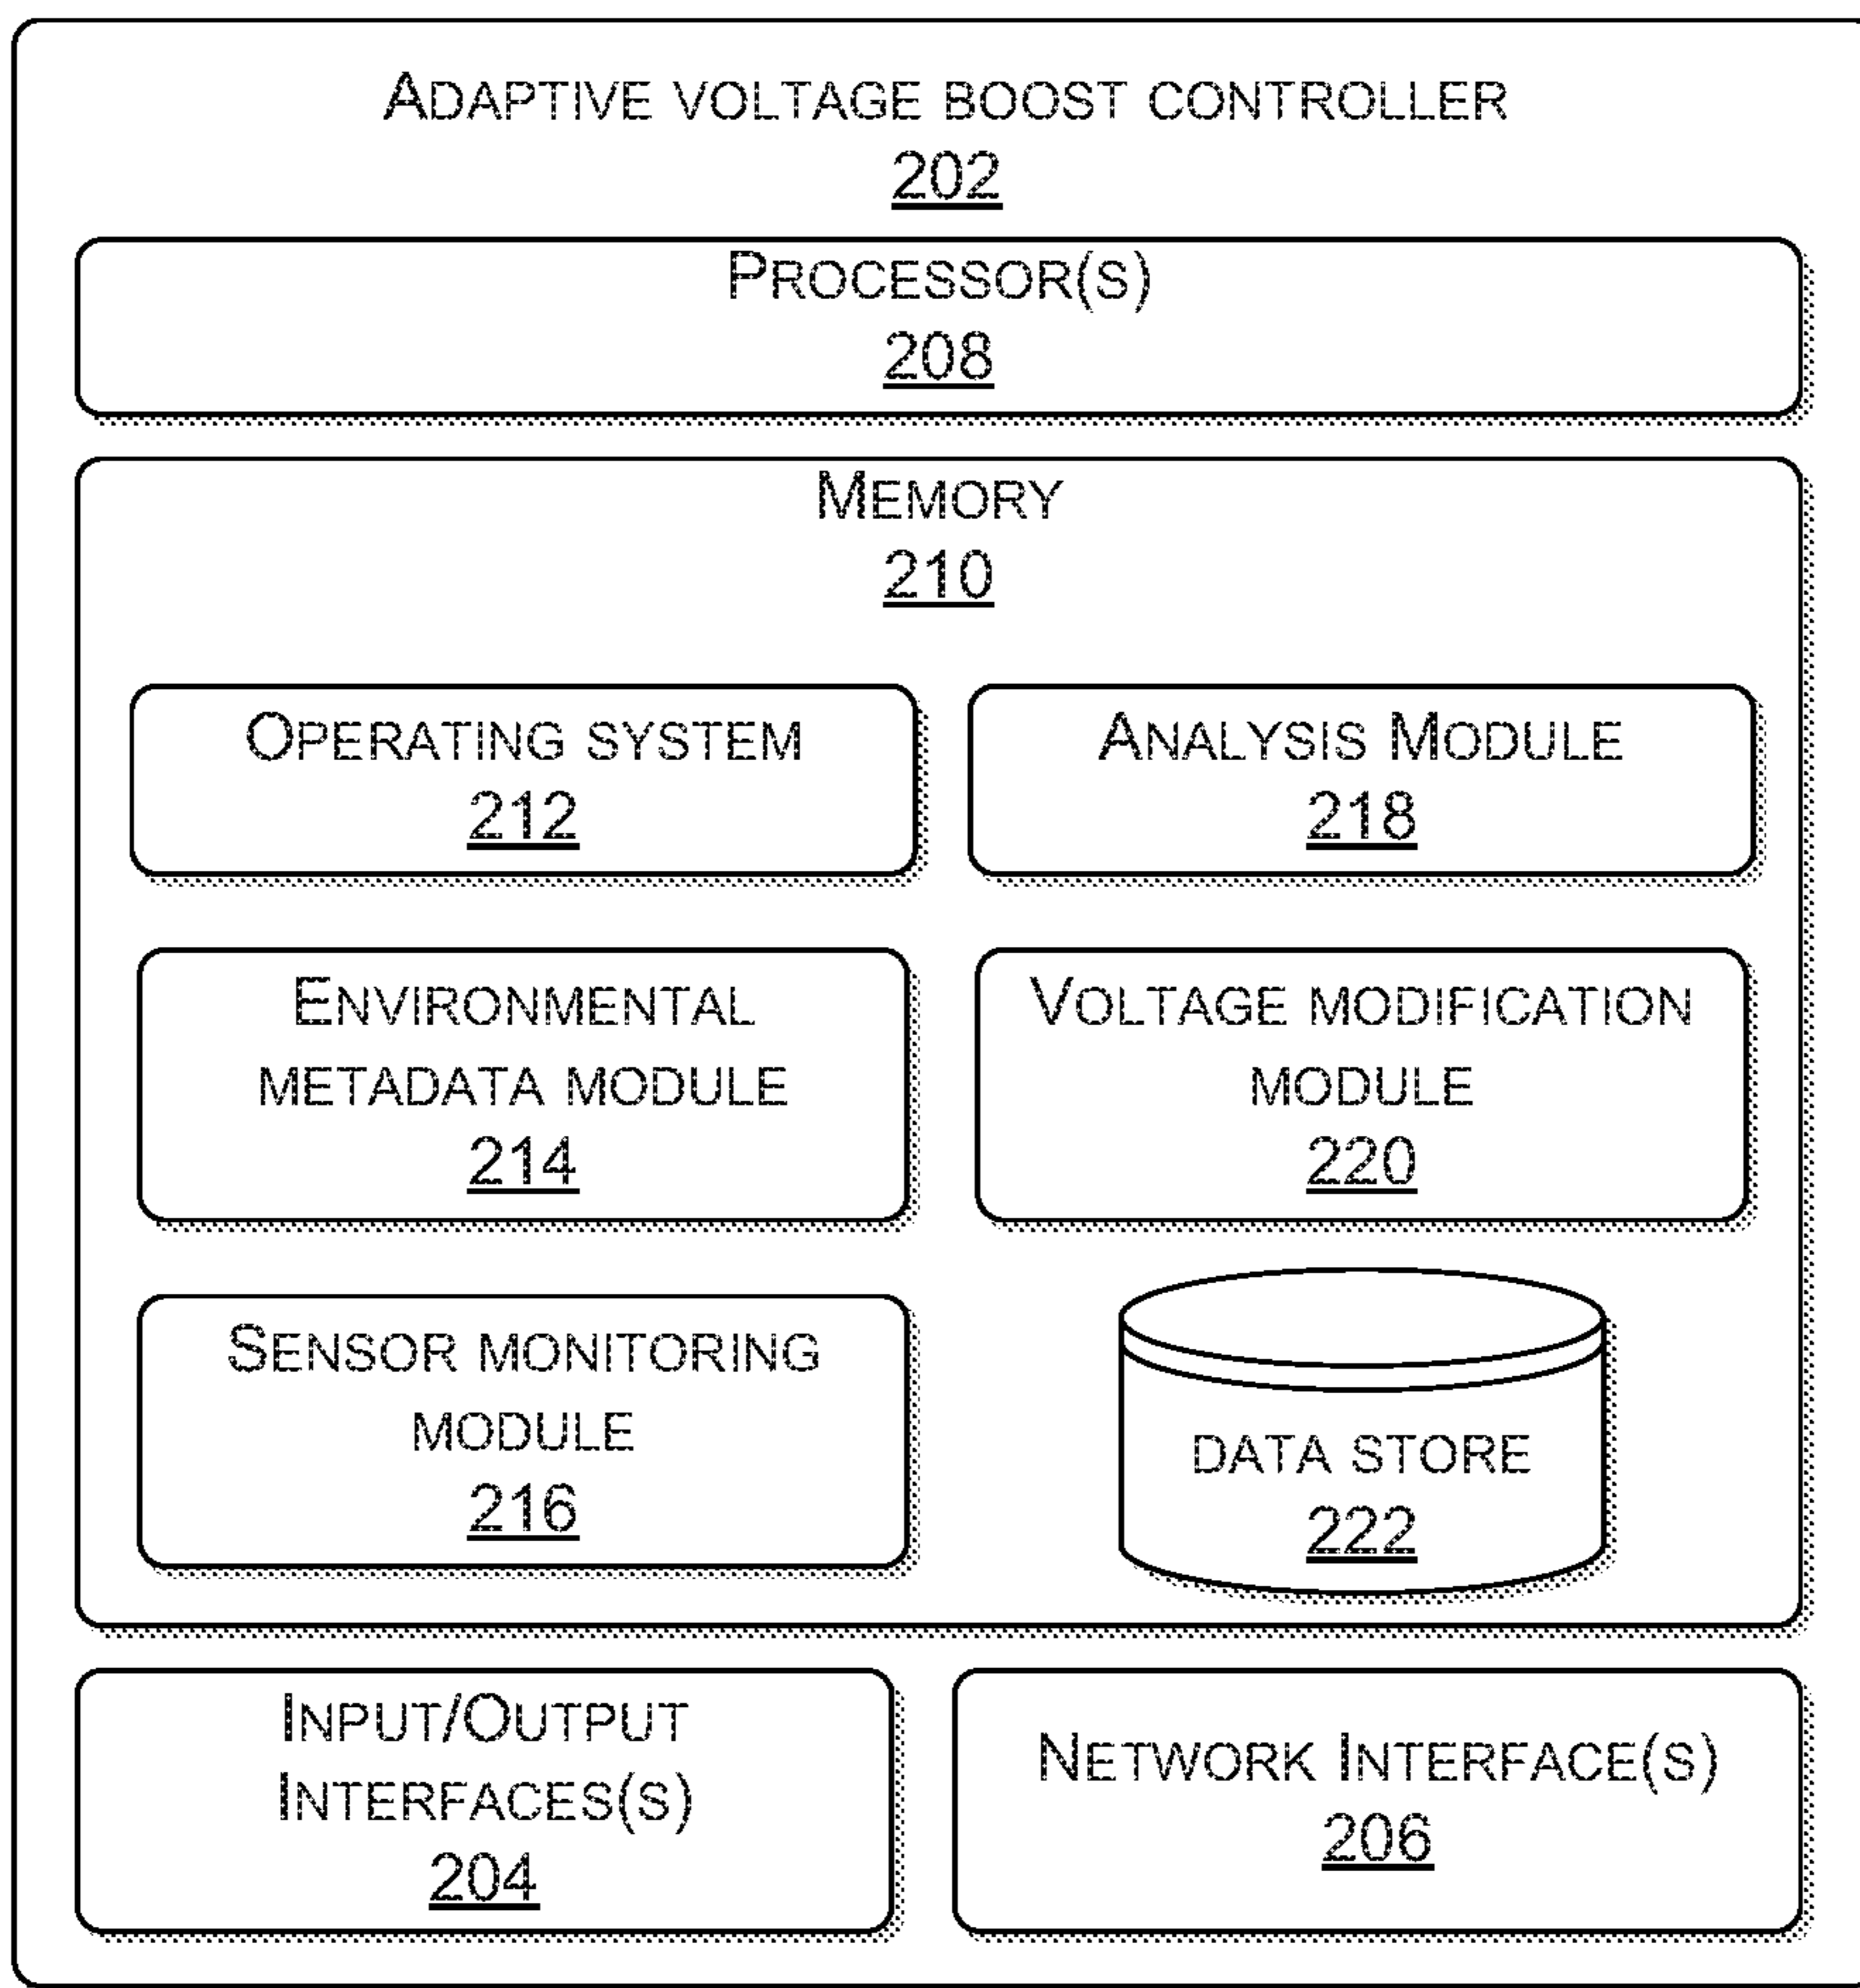 ADAPTIVE VOLTAGE BOOST CONTROLLER
202
PROCESSOR(S)
208
MEMORY
210
OPERATING SYSTEM
212
ANALYSIS MODULE
218
ENVIRONMENTAL
METADATA MODULE
214
VOLTAGE MODIFICATION
MODULE
220
SENSOR MONITORING
MODULE
216
DATA STORE
222
INPUT/OUTPUT
INTERFACES(S)
204
NETWORK INTERFACE(S)
206